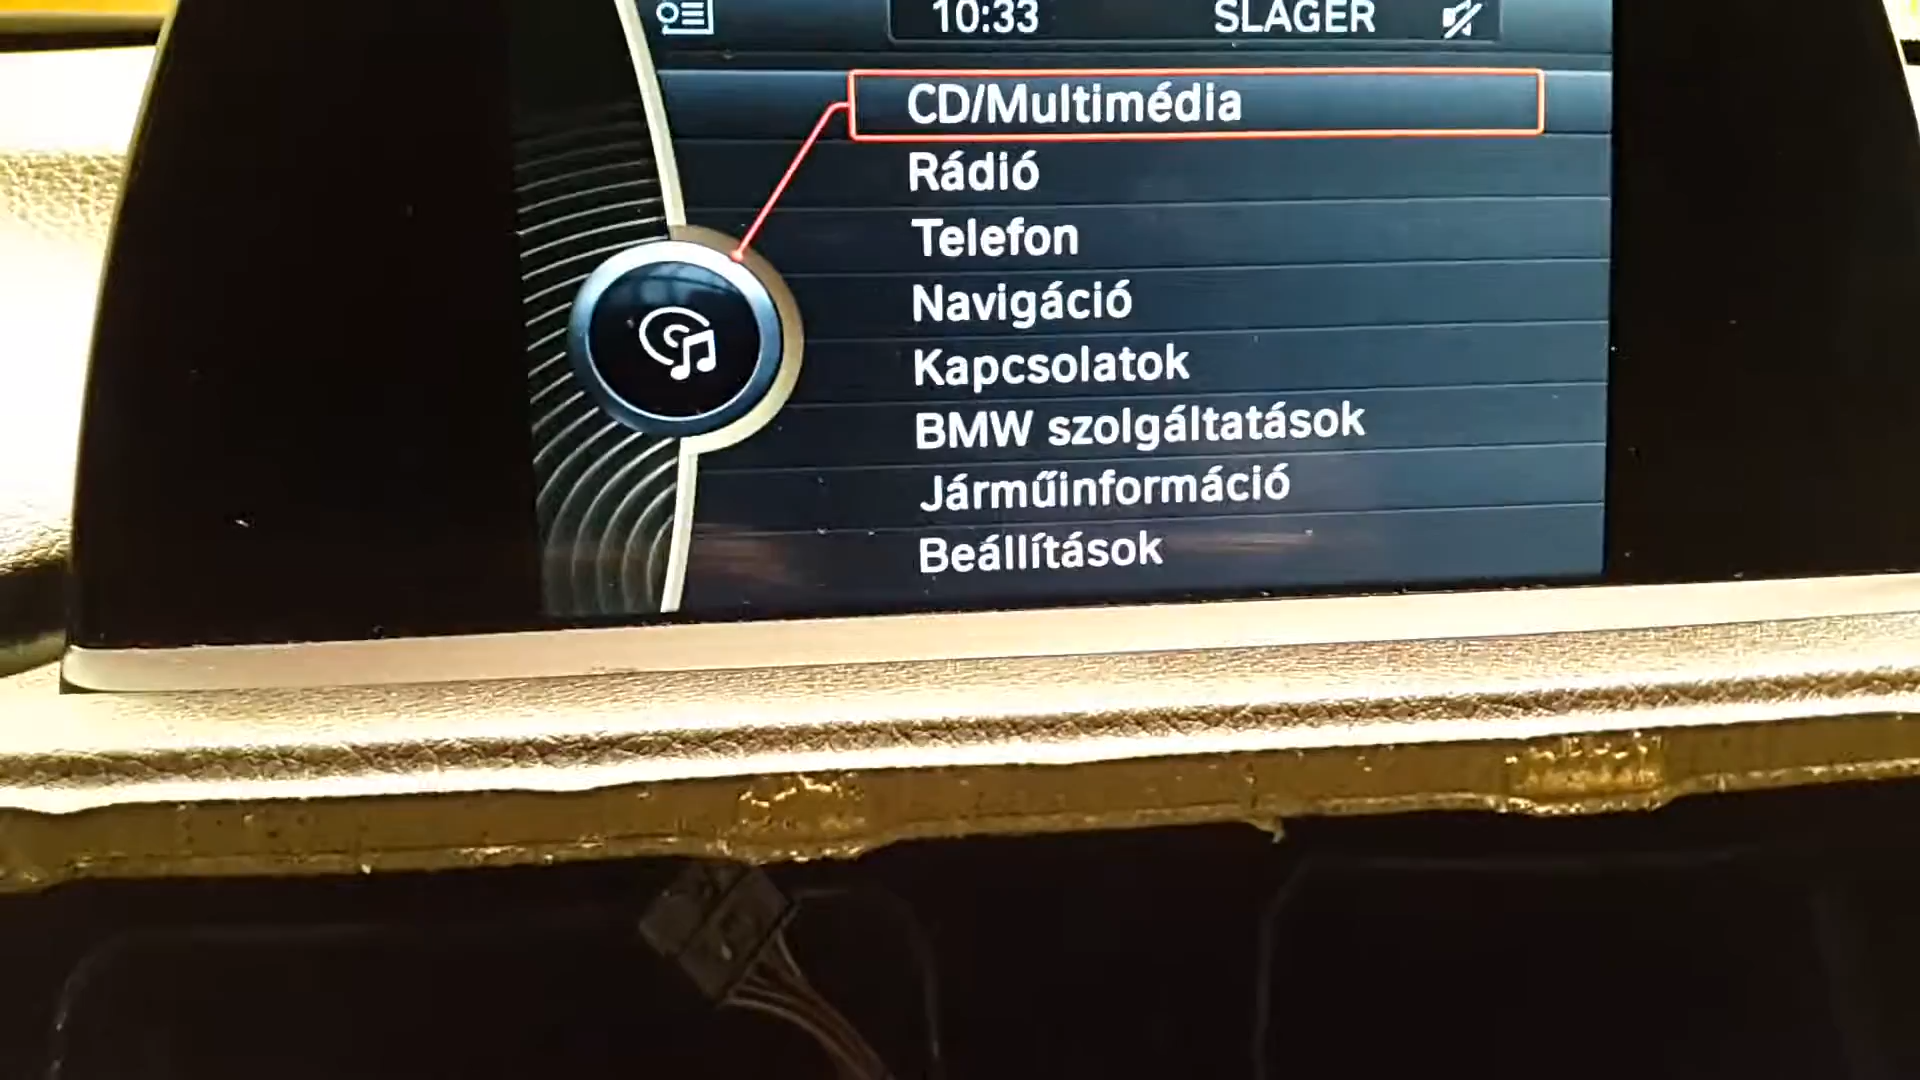 10:33 SLAGER
CD/Multimédia
Rádió
Telefon
Navigáció
Kapcsolatok
BMW szolgáltatások
Járműinformáció
Beállítások